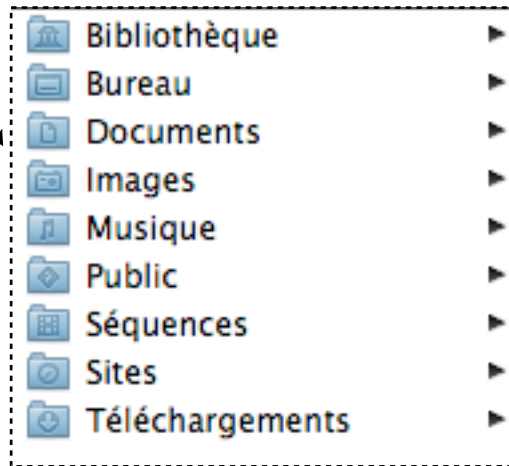 Bibliothèque
Bureau
Documents
Images
Musique
Public
Séquences
Sites
Téléchargements